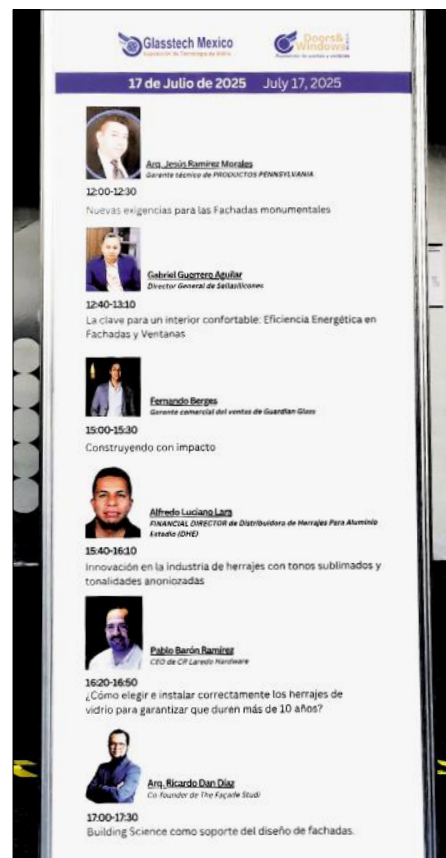 Glasstech Mexico
Exposición de Tecnología de Vidrio
Doors&
Windows
Exposición de puertas y ventanas
17 de Julio de 2025 July 17, 2025
Arq. Jesús Ramírez Morales
Gerente técnico de PRODUCTOS PENNSYLVANIA.
12:00-12:30
Nuevas exigencias para las Fachadas monumentales
Gabriel Guerrero Aguilar
Director General de Sellasilicones
12:40-13:10
La clave para un interior confortable: Eficiencia Energética en
Fachadas y Ventanas
Fernando Berges
Gerente comercial del ventas de Guardian Glass
15:00-15:30
Construyendo con impacto
Alfredo Luciano Lara
FINANCIAL DIRECTOR de Distribuidora de Herrajes Para Aluminio
Estadio (DHE)
15:40-16:10
Innovación en la industria de herrajes con tonos sublimados y
tonalidades anoniozadas
Pablo Barón Ramírez
CEO de CR Laredo Hardware
16:20-16:50
¿Cómo elegir e instalar correctamente los herrajes de
vidrio para garantizar que duren más de 10 años?
Arq. Ricardo Dan Díaz
Co-founder de The Façade Studi
17:00-17:30
Building Science como soporte del diseño de fachadas.